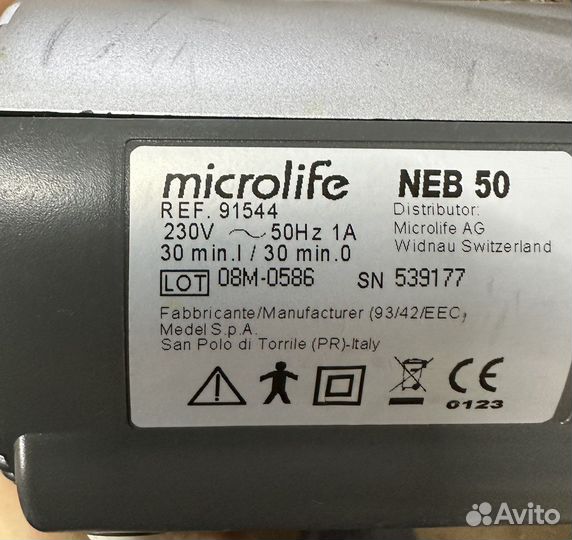 microlife
NEB 50
REF. 91544
230V ~50Hz 1A
30 min.I / 30 min.0
LOT 08M-0586 SN 539177
Distributor:
Microlife AG
Widnau Switzerland
Fabbricante/Manufacturer (93/42/EEC)
Medel S.p.A.
San Polo di Torrile (PR)-Italy
CE
0123
Avito